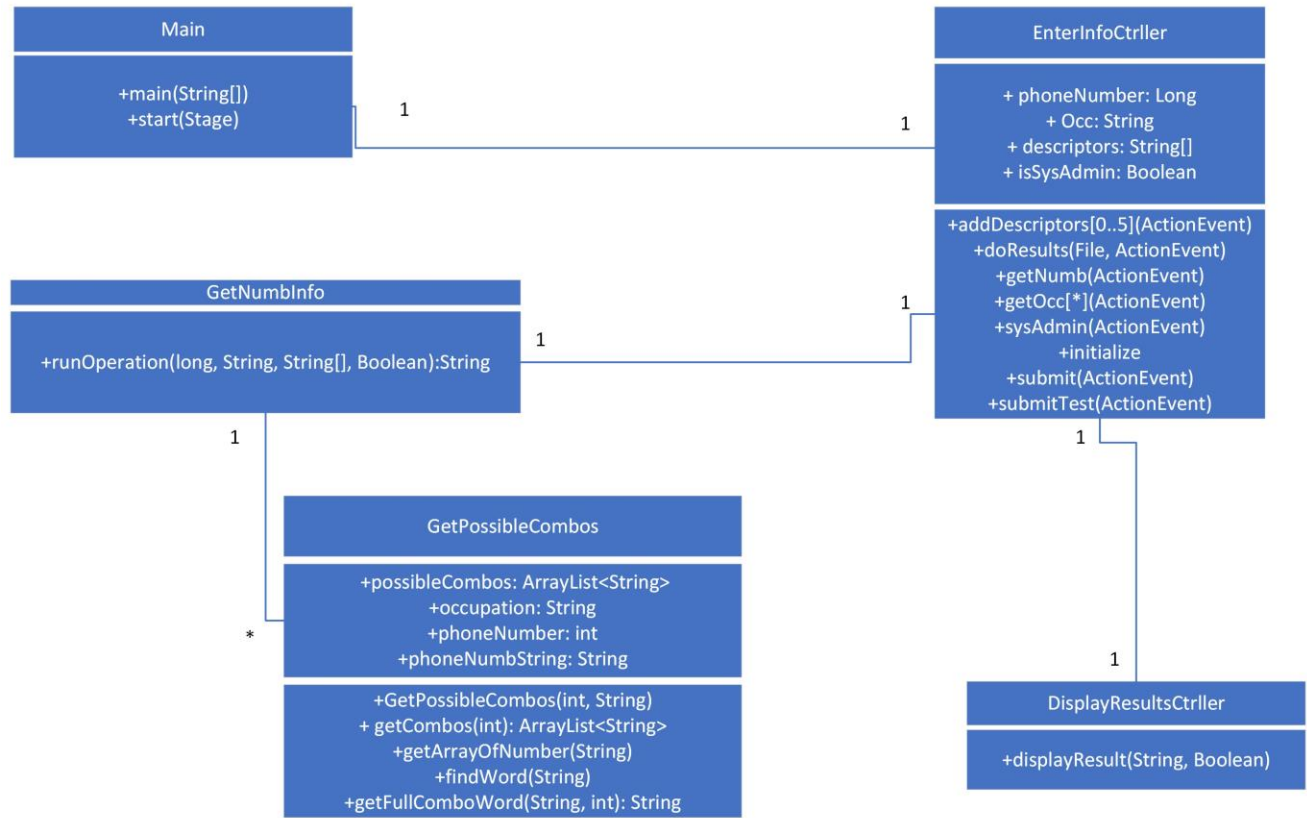 Main
+main(String[])
+start(Stage)
1
1
EnterInfoCtrller
+ phoneNumber: Long
+ Occ: String
+ descriptors: String[]
+ isSysAdmin: Boolean
+addDescriptors[0..5](ActionEvent)
+doResults(File, ActionEvent)
+getNumb(ActionEvent)
+getOcc[*](ActionEvent)
+sysAdmin(ActionEvent)
+initialize
+submit(ActionEvent)
+submitTest(ActionEvent)
GetNumbInfo
+runOperation(long, String, String[], Boolean):String
1
1
1
*
GetPossibleCombos
+possibleCombos: ArrayList<String>
+occupation: String
+phoneNumber: int
+phoneNumbString: String
+GetPossibleCombos(int, String)
+ getCombos(int): ArrayList<String>
+getArrayOfNumber(String)
+findWord(String)
+getFullComboWord(String, int): String
1
1
DisplayResultsCtrller
+displayResult(String, Boolean)